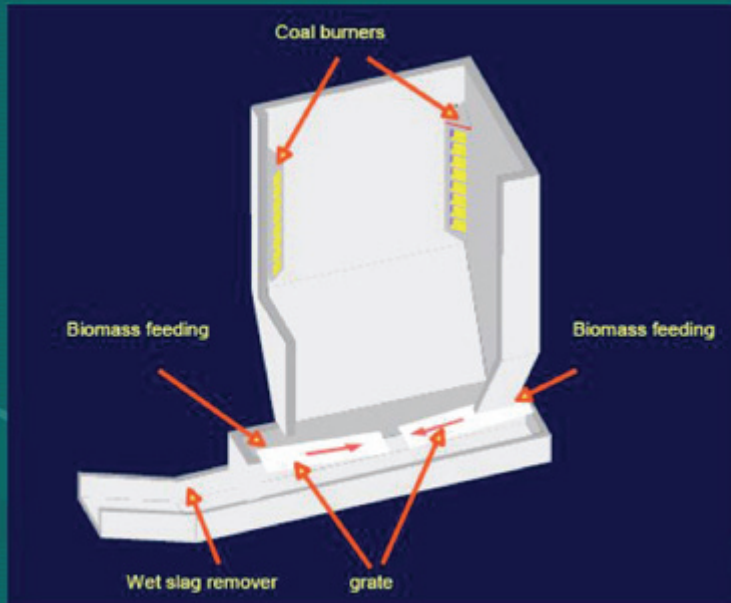 Coal burners
Biomass feeding
Biomass feeding
Wet slag remover
grate